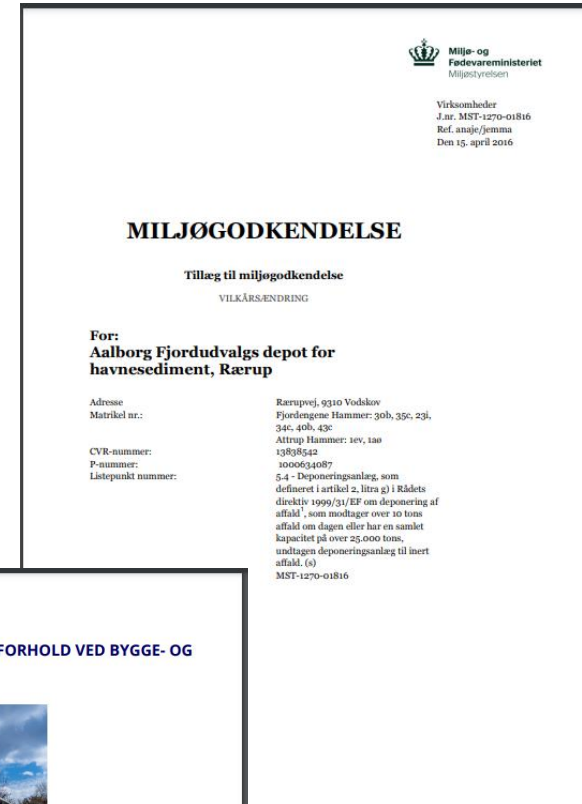 Miljø- og
Fødevareministeriet
Miljøstyrelsen
Virksomheder
J.nr. MST-1270-01816
Ref. anaje/jemma
Den 15. april 2016
MILJØGODKENDELSE
Tillæg til miljøgodkendelse
VILKÅRSÆNDRING
For:
Aalborg Fjordudvalgs depot for
havnesediment, Rærup
Adresse Rærupvej, 9310 Vodskov
Matrikel nr.: Fjordengene Hammer: 30b, 35c, 23i,
34c, 40b, 43c
Attrup Hammer: 1ev, 1aø
CVR-nummer: 13838542
P-nummer: 1000634087
Listepunkt nummer: 5.4 - Deponeringsanlæg, som
defineret i artikel 2, litra g) i Rådets
direktiv 1999/31/EF om deponering af
affald¹, som modtager over 10 tons
affald om dagen eller har en samlet
kapacitet på over 25.000 tons,
undtagen deponeringsanlæg til inert
affald. (s)
MST-1270-01816
FORHOLD VED BYGGE- OG